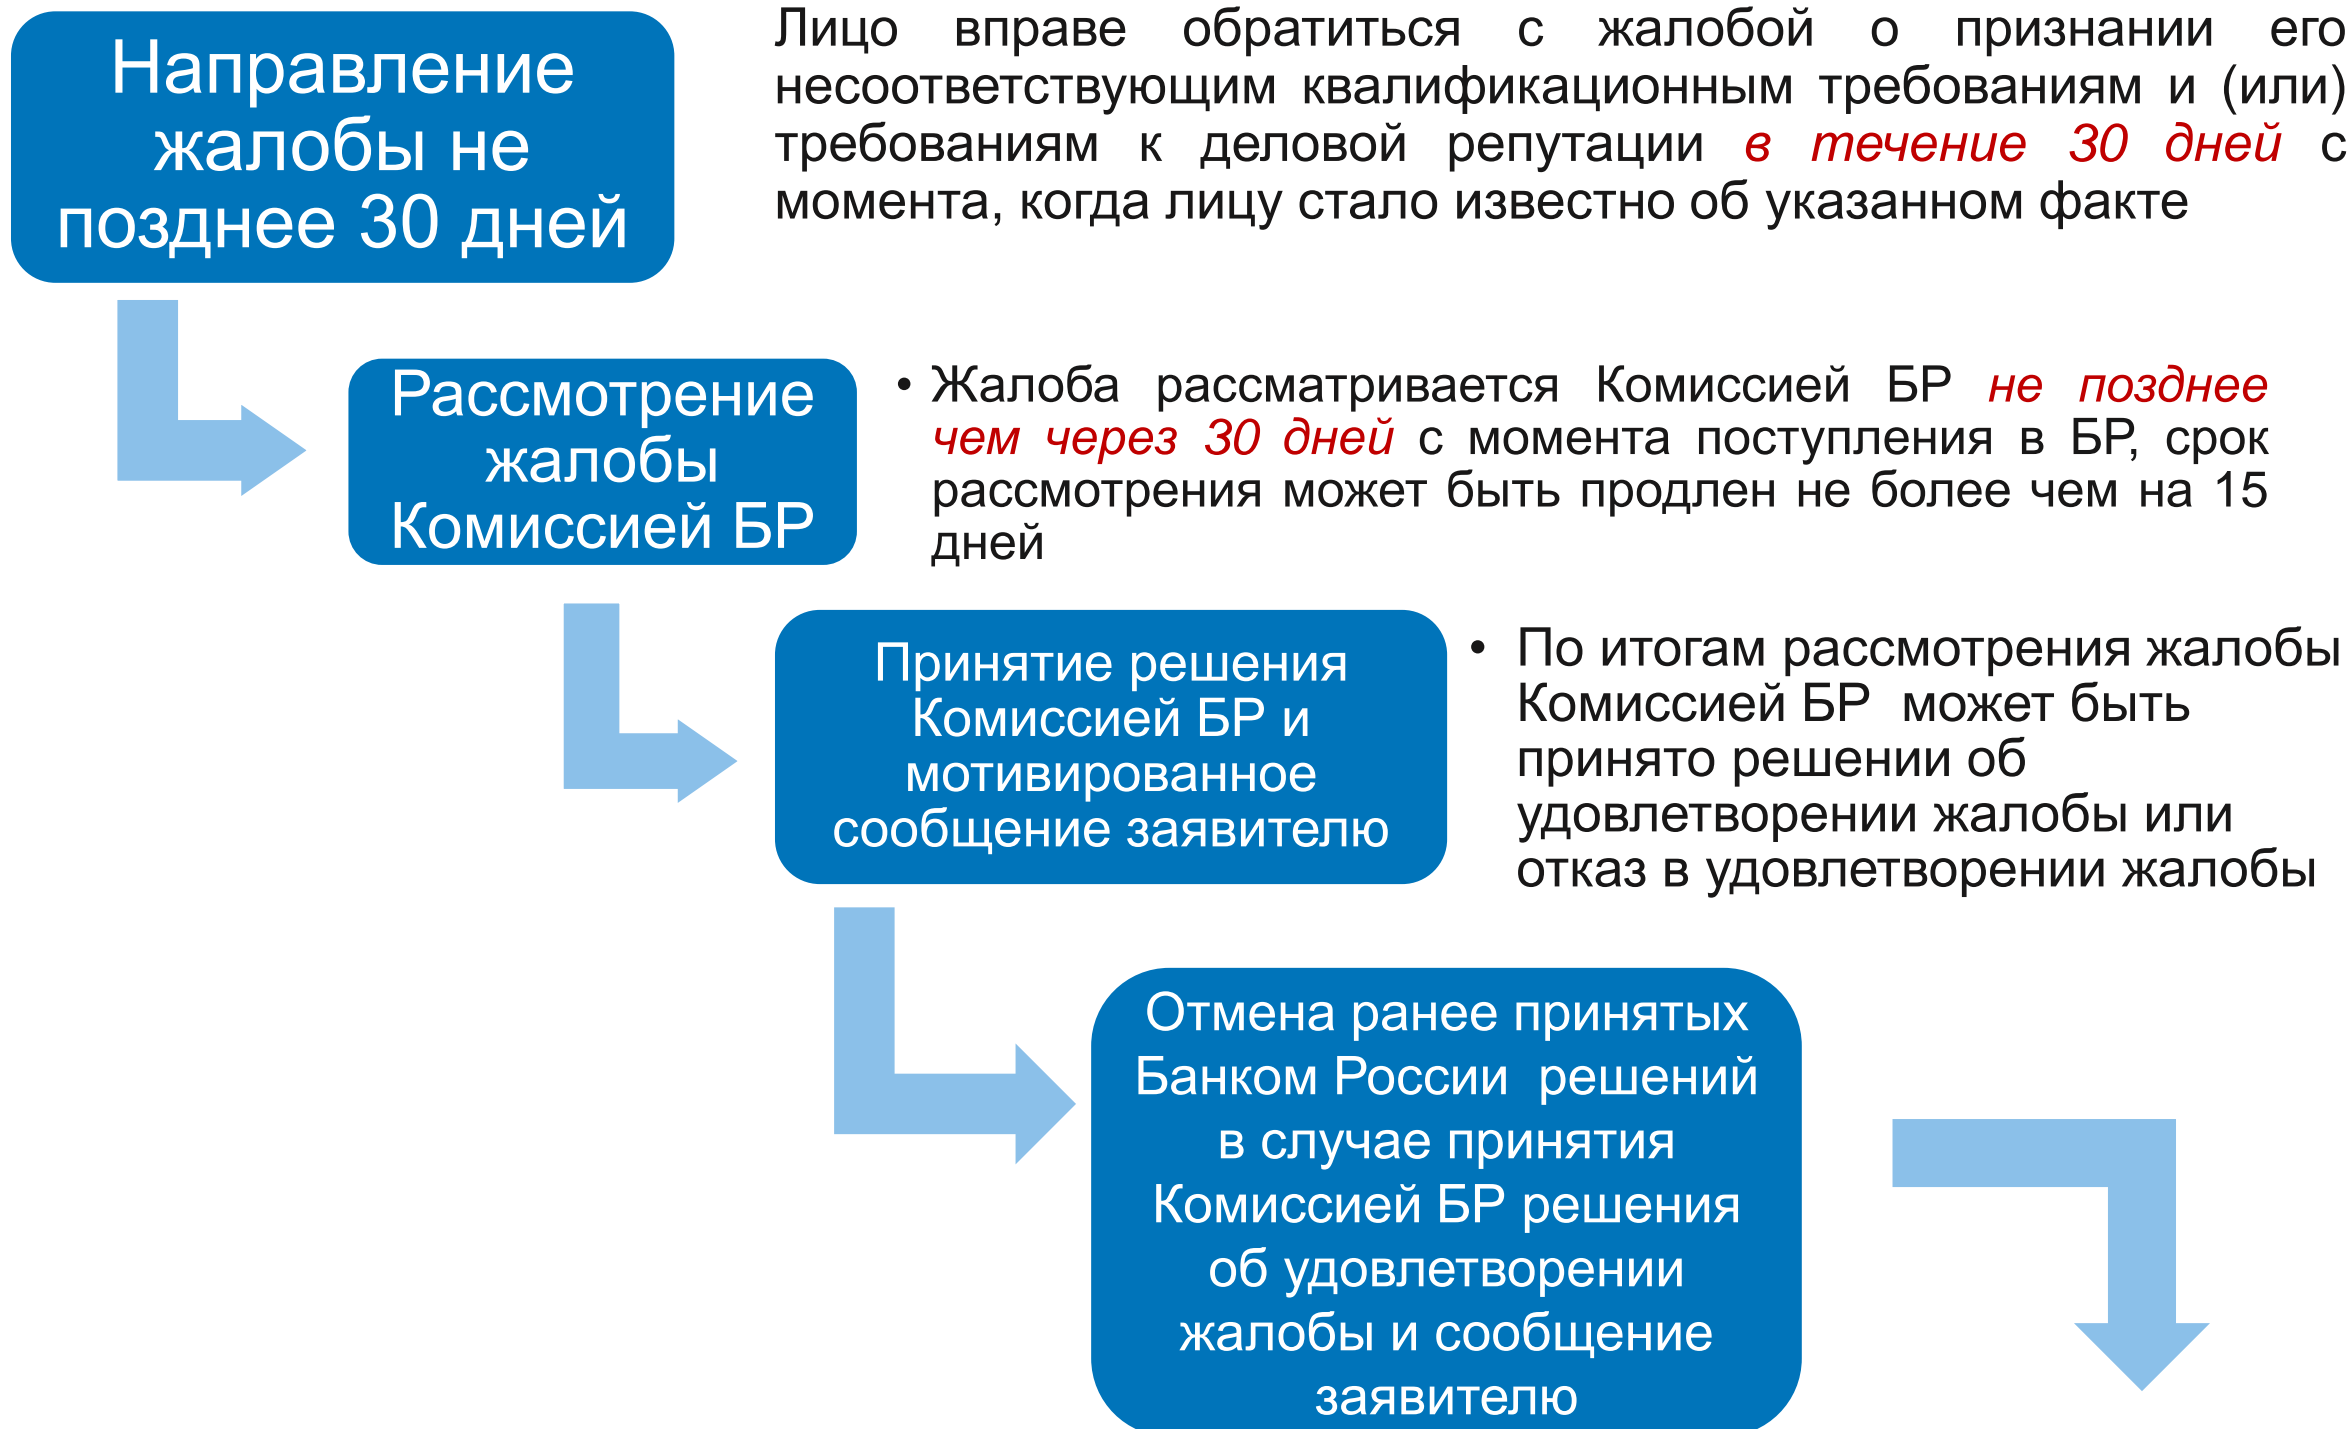 Направление
жалобы не
позднее 30 дней
Лицо вправе обратиться с жалобой о признании его
несоответствующим квалификационным требованиям и (или)
требованиям к деловой репутации в течение 30 дней с
момента, когда лицу стало известно об указанном факте
Рассмотрение
жалобы
Комиссией БР
• Жалоба рассматривается Комиссией БР не позднее
чем через 30 дней с момента поступления в БР, срок
рассмотрения может быть продлен не более чем на 15
дней
Принятие решения
Комиссией БР и
мотивированное
сообщение заявителю
• По итогам рассмотрения жалобы
Комиссией БР может быть
принято решении об
удовлетворении жалобы или
отказ в удовлетворении жалобы
Отмена ранее принятых
Банком России решений
в случае принятия
Комиссией БР решения
об удовлетворении
жалобы и сообщение
заявителю